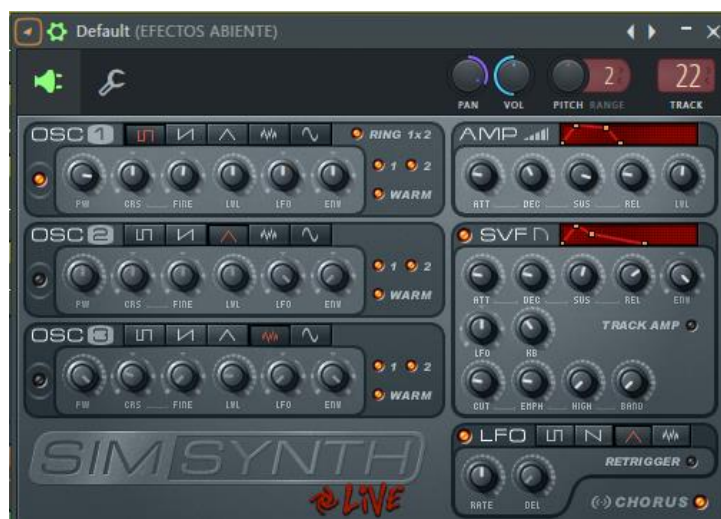 Default (EFECTOS ABIENTE)
2
22
PAN VOL PITCH RANGE TRACK
OSC 1
RING 1x2
1 2
WARM
PW CRS FINE LVL LFO ENV
OSC 2
1 2
WARM
PW CRS FINE LVL LFO ENV
OSC 3
1 2
WARM
PW CRS FINE LVL LFO ENV
SIMSYNTH
LIVE
AMP
ATT DEC SUS REL LVL
SVF
ATT DEC SUS REL ENV
TRACK AMP
LFO KB
CUT EMPH HIGH BAND
LFO
RETRIGGER
RATE DEL
CHORUS